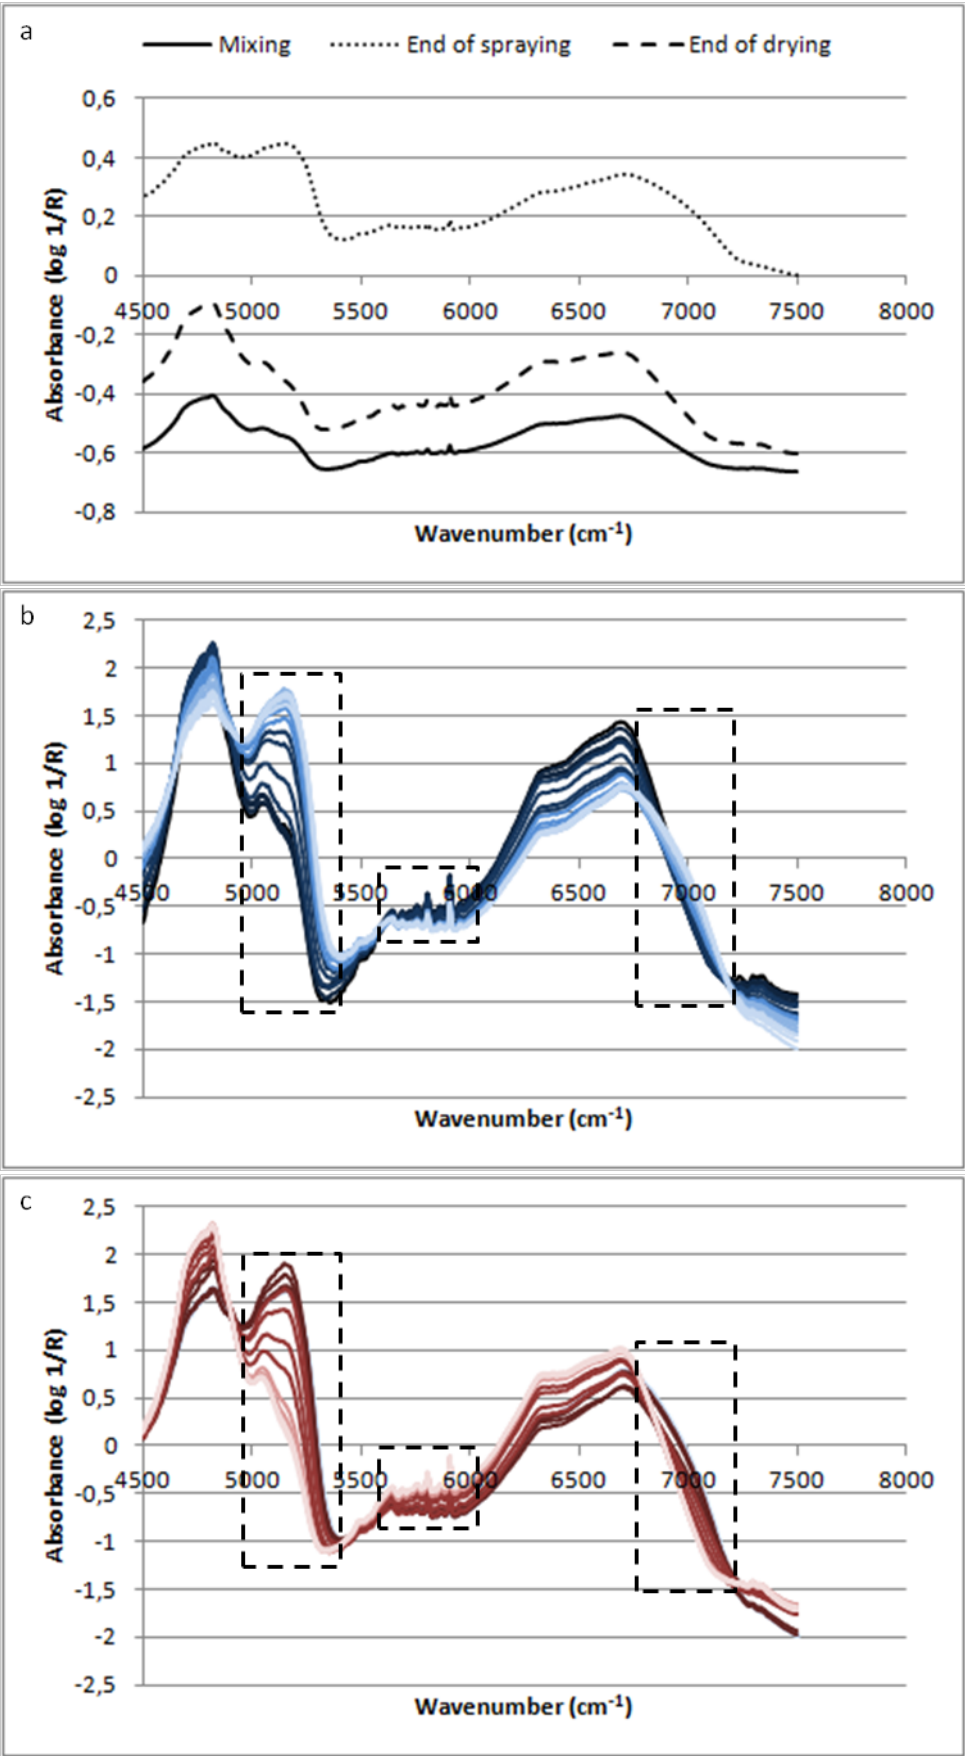 a
Mixing End of spraying End of drying
0,6
0,4
0,2
0
-0,2
-0,4
-0,6
-0,8
Absorbance (log 1/R)
4500 5000 5500 6000 6500 7000 7500 8000
Wavenumber (cm-1)
b
2,5
2
1,5
1
0,5
0
-0,5
-1
-1,5
-2
-2,5
Absorbance (log 1/R)
4500 5000 5500 6000 6500 7000 7500 8000
Wavenumber (cm-1)
c
2,5
2
1,5
1
0,5
0
-0,5
-1
-1,5
-2
-2,5
Absorbance (log 1/R)
4500 5000 5500 6000 6500 7000 7500 8000
Wavenumber (cm-1)